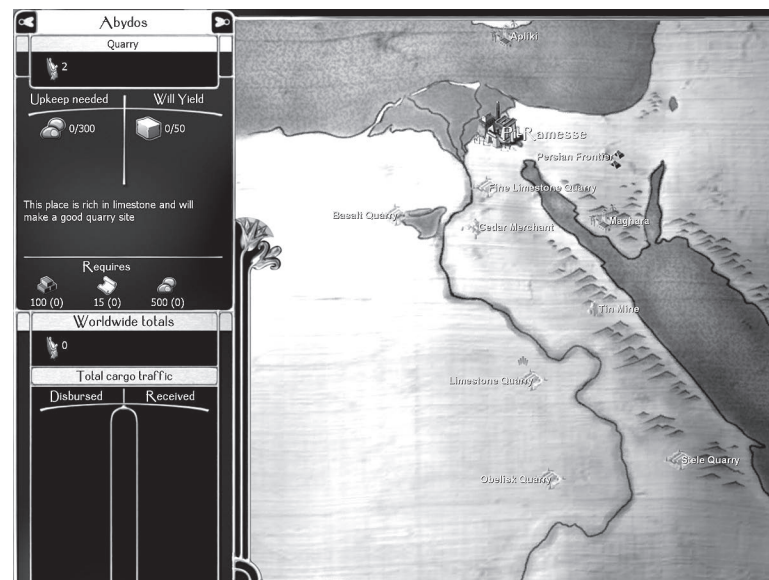 Abydos
Quarry
2
Upkeep needed
Will Yield
0/300
0/50
This place is rich in limestone and will
make a good quarry site
Requires
100 (0)
15 (0)
500 (0)
Worldwide totals
0
Total cargo traffic
Disbursed
Received
Apliki
Pi-Ramesse
Persian Frontier
Fine Limestone Quarry
Basalt Quarry
Maghara
Cedar Merchant
Tin Mine
Limestone Quarry
Stele Quarry
Obelisk Quarry